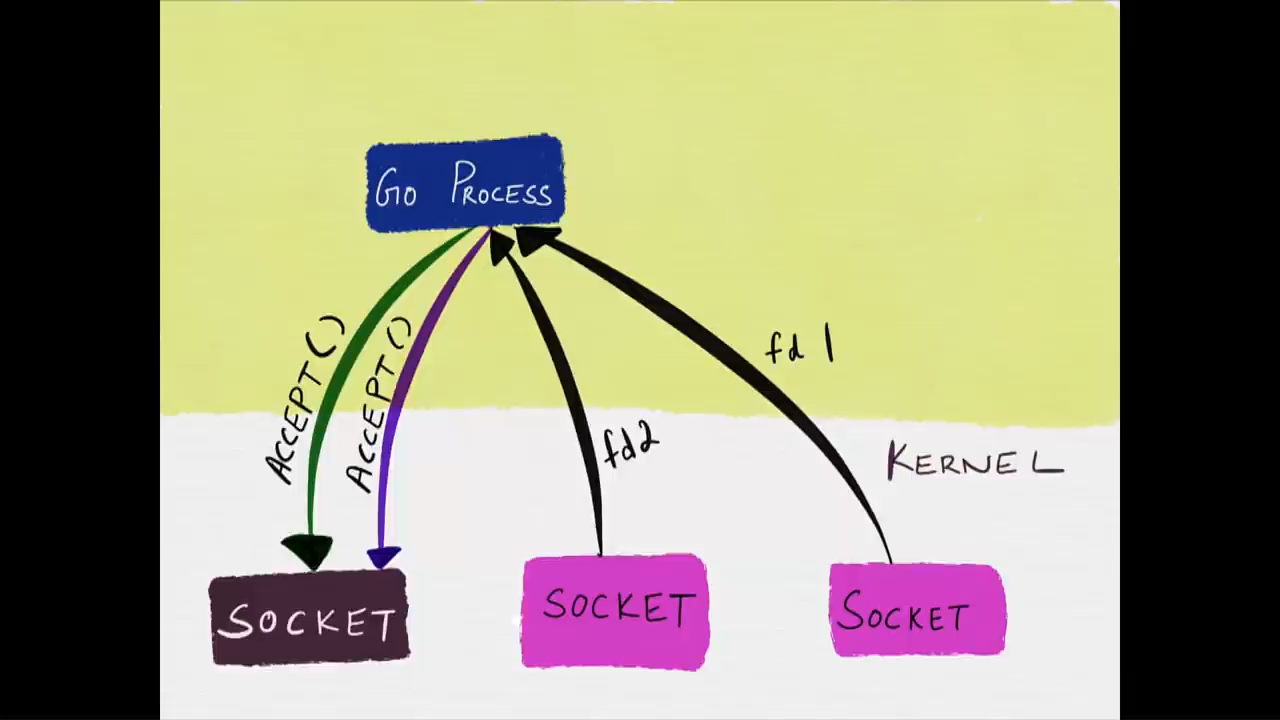 GO PROCESS
ACCEPT()
ACCEPT()
fd 1
fd2
KERNEL
SOCKET
SOCKET
SOCKET